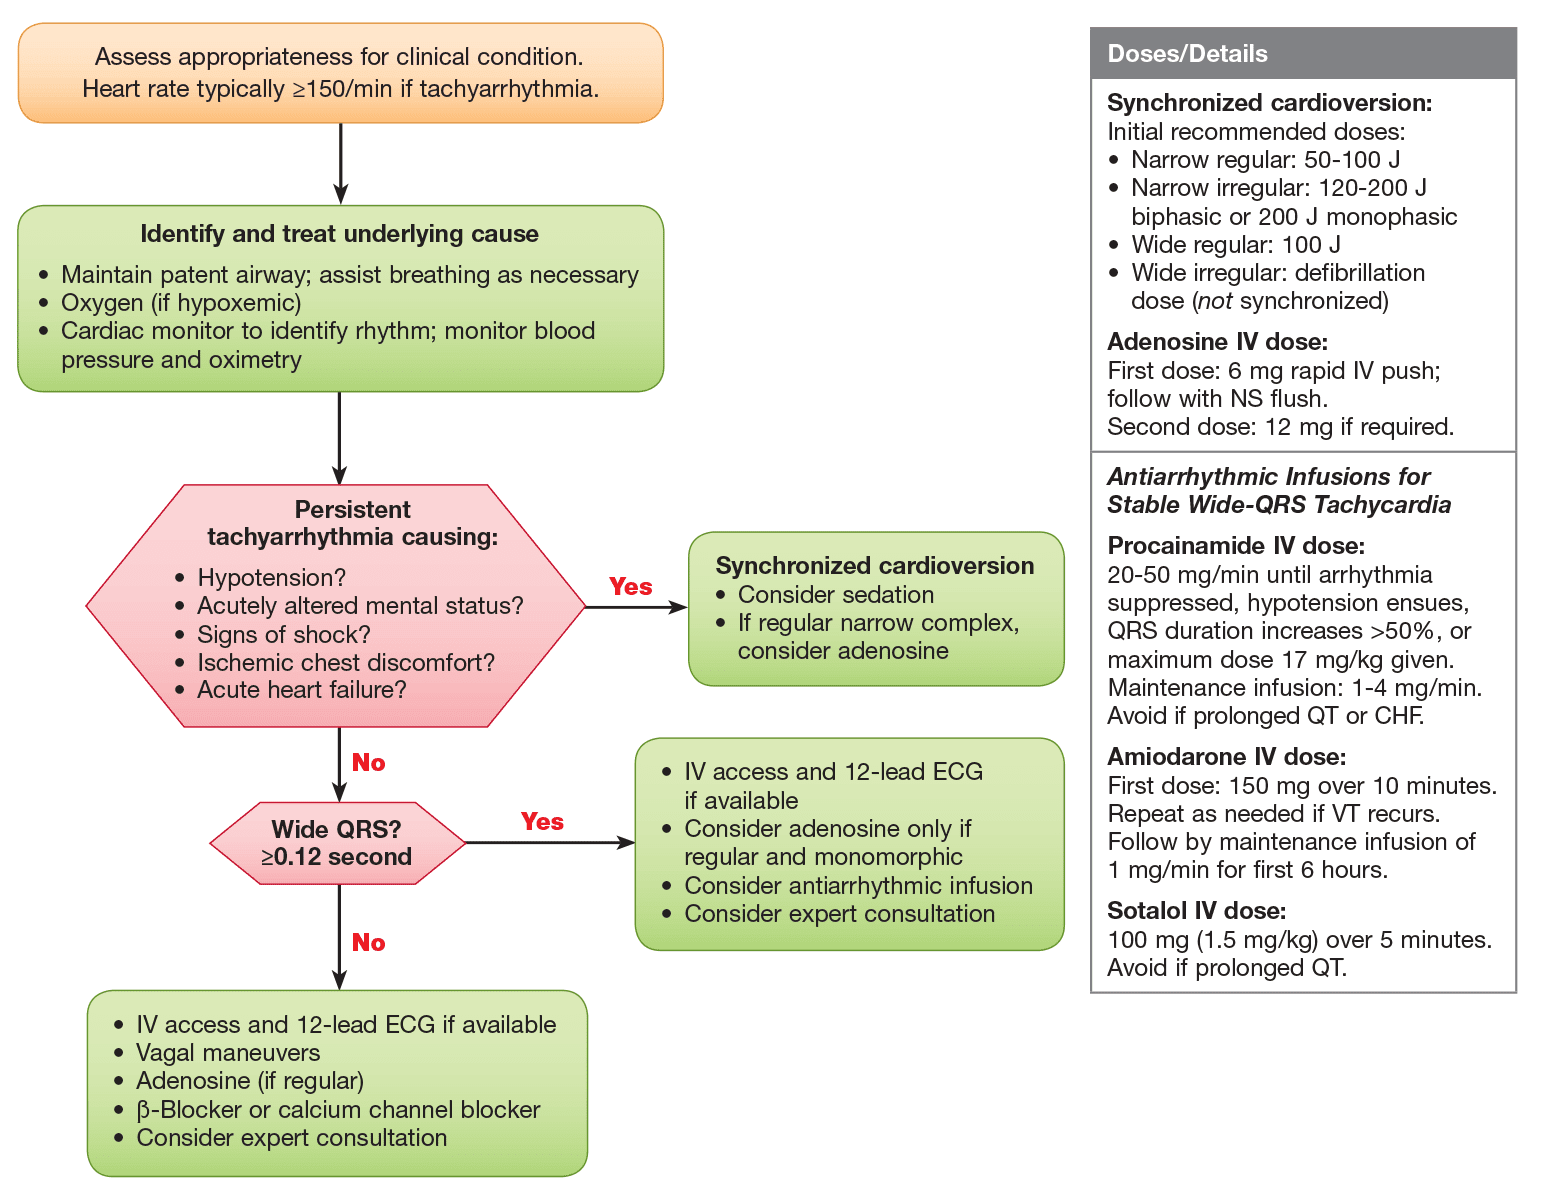 Assess appropriateness for clinical condition.
Heart rate typically ≥150/min if tachyarrhythmia.
Identify and treat underlying cause
• Maintain patent airway; assist breathing as necessary
• Oxygen (if hypoxemic)
• Cardiac monitor to identify rhythm; monitor blood
pressure and oximetry
Persistent
tachyarrhythmia causing:
• Hypotension?
• Acutely altered mental status?
• Signs of shock?
• Ischemic chest discomfort?
• Acute heart failure?
Yes
Synchronized cardioversion
• Consider sedation
• If regular narrow complex,
consider adenosine
No
Wide QRS?
≥0.12 second
Yes
• IV access and 12-lead ECG
if available
• Consider adenosine only if
regular and monomorphic
• Consider antiarrhythmic infusion
• Consider expert consultation
No
• IV access and 12-lead ECG if available
• Vagal maneuvers
• Adenosine (if regular)
• β-Blocker or calcium channel blocker
• Consider expert consultation
Doses/Details
Synchronized cardioversion:
Initial recommended doses:
• Narrow regular: 50-100 J
• Narrow irregular: 120-200 J
biphasic or 200 J monophasic
• Wide regular: 100 J
• Wide irregular: defibrillation
dose (not synchronized)
Adenosine IV dose:
First dose: 6 mg rapid IV push;
follow with NS flush.
Second dose: 12 mg if required.
Antiarrhythmic Infusions for
Stable Wide-QRS Tachycardia
Procainamide IV dose:
20-50 mg/min until arrhythmia
suppressed, hypotension ensues,
QRS duration increases >50%, or
maximum dose 17 mg/kg given.
Maintenance infusion: 1-4 mg/min.
Avoid if prolonged QT or CHF.
Amiodarone IV dose:
First dose: 150 mg over 10 minutes.
Repeat as needed if VT recurs.
Follow by maintenance infusion of
1 mg/min for first 6 hours.
Sotalol IV dose:
100 mg (1.5 mg/kg) over 5 minutes.
Avoid if prolonged QT.